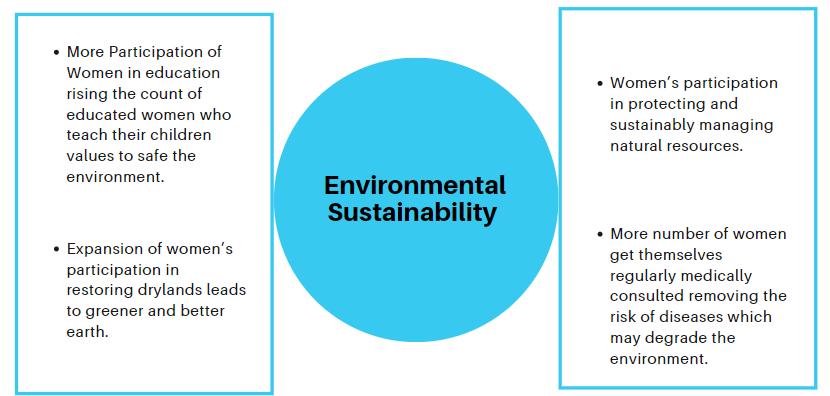 • More Participation of
Women in education
rising the count of
educated women who
teach their children
values to safe the
environment.
• Expansion of women's
participation in
restoring drylands leads
to greener and better
earth.
Environmental
Sustainability
• Women's participation
in protecting and
sustainably managing
natural resources.
• More number of women
get themselves
regularly medically
consulted removing the
risk of diseases which
may degrade the
environment.